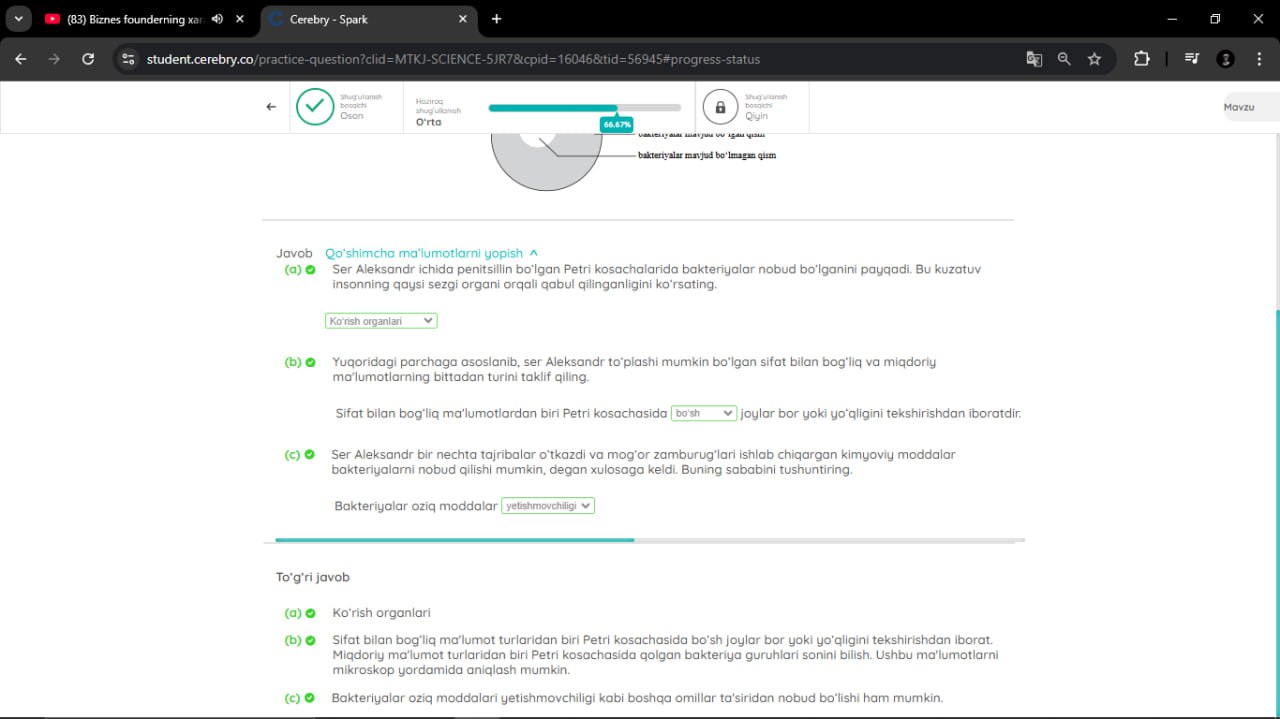 (83) Biznes founderning xar
Cerebry - Spark
student.cerebry.co/practice-question?clid=MTKJ-SCIENCE-5JR7&cpid=16046&tid=56945#progress-status
Shug'ullanish
bosqichi
Oson
Hozirgi
shug'ullanish
O'rta
66.67%
Shug'ullanish
bosqichi
Qiyin
Mavzu
bakteriyalar mavjud bo'lgan qism
bakteriyalar mavjud bo'lmagan qism
Javob Qo'shimcha ma'lumotlarni yopish ^
(a) Ser Aleksandr ichida penitsillin bo'lgan Petri kosachalarida bakteriyalar nobud bo'lganini payqadi. Bu kuzatuv
insonning qaysi sezgi organi orqali qabul qilinganligini ko'rsating.
Ko'rish organlari
(b) Yuqoridagi parchaga asoslanib, ser Aleksandr to'plashi mumkin bo'lgan sifat bilan bog'liq va miqdoriy
ma'lumotlarning bittadan turini taklif qiling.
Sifat bilan bog'liq ma'lumotlardan biri Petri kosachasida bo'sh joylar bor yoki yo'qligini tekshirishdan iboratdir.
(c) Ser Aleksandr bir nechta tajribalar o'tkazdi va mog'or zamburug'lari ishlab chiqargan kimyoviy moddalar
bakteriyalarni nobud qilishi mumkin, degan xulosaga keldi. Buning sababini tushuntiring.
Bakteriyalar oziq moddalar yetishmovchiligi
To'g'ri javob
(a) Ko'rish organlari
(b) Sifat bilan bog'liq ma'lumot turlaridan biri Petri kosachasida bo'sh joylar bor yoki yo'qligini tekshirishdan iborat.
Miqdoriy ma'lumot turlaridan biri Petri kosachasida qolgan bakteriya guruhlari sonini bilish. Ushbu ma'lumotlarni
mikroskop yordamida aniqlash mumkin.
(c) Bakteriyalar oziq moddalari yetishmovchiligi kabi boshqa omillar ta'siridan nobud bo'lishi ham mumkin.